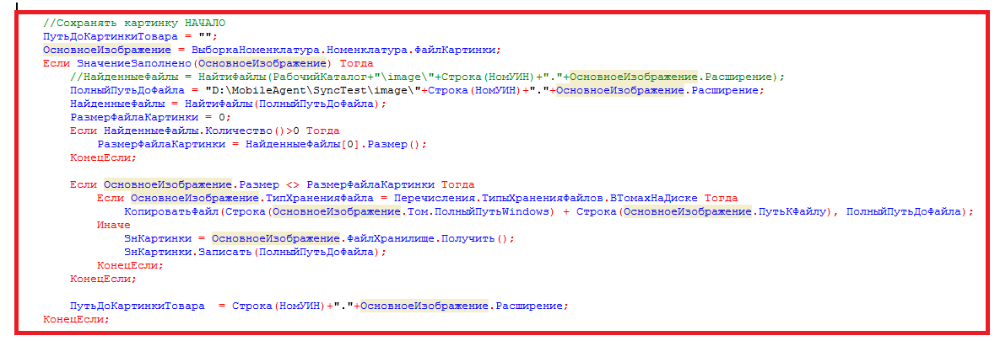 //Сохранять картинку НАЧАЛО
ПутьДоКартинкиТовара = "";
ОсновноеИзображение = ВыборкаНоменклатура.Номенклатура.ФайлКартинки;
Если ЗначениеЗаполнено(ОсновноеИзображение) Тогда
//НайденныеФайлы = НайтиФайлы(РабочийКаталог+"\image\"+Строка(НомУИН)+"."+ОсновноеИзображение.Расширение);
ПолныйПутьДоФайла = "D:\MobileAgent\SyncTest\image\"+Строка(НомУИН)+"."+ОсновноеИзображение.Расширение;
НайденныеФайлы = НайтиФайлы(ПолныйПутьДоФайла);
РазмерФайлаКартинки = 0;
Если НайденныеФайлы.Количество()>0 Тогда
РазмерФайлаКартинки = НайденныеФайлы[0].Размер();
КонецЕсли;
Если ОсновноеИзображение.Размер <> РазмерФайлаКартинки Тогда
Если ОсновноеИзображение.ТипХраненияФайла = Перечисления.ТипыХраненияФайлов.ВТомахНаДиске Тогда
КопироватьФайл(Строка(ОсновноеИзображение.Том.ПолныйПутьWindows) + Строка(ОсновноеИзображение.ПутьКФайлу), ПолныйПутьДоФайла);
Иначе
ЗнКартинки = ОсновноеИзображение.ФайлХранилище.Получить();
ЗнКартинки.Записать(ПолныйПутьДоФайла);
КонецЕсли;
КонецЕсли;
ПутьДоКартинкиТовара  = Строка(НомУИН)+"."+ОсновноеИзображение.Расширение;
КонецЕсли;